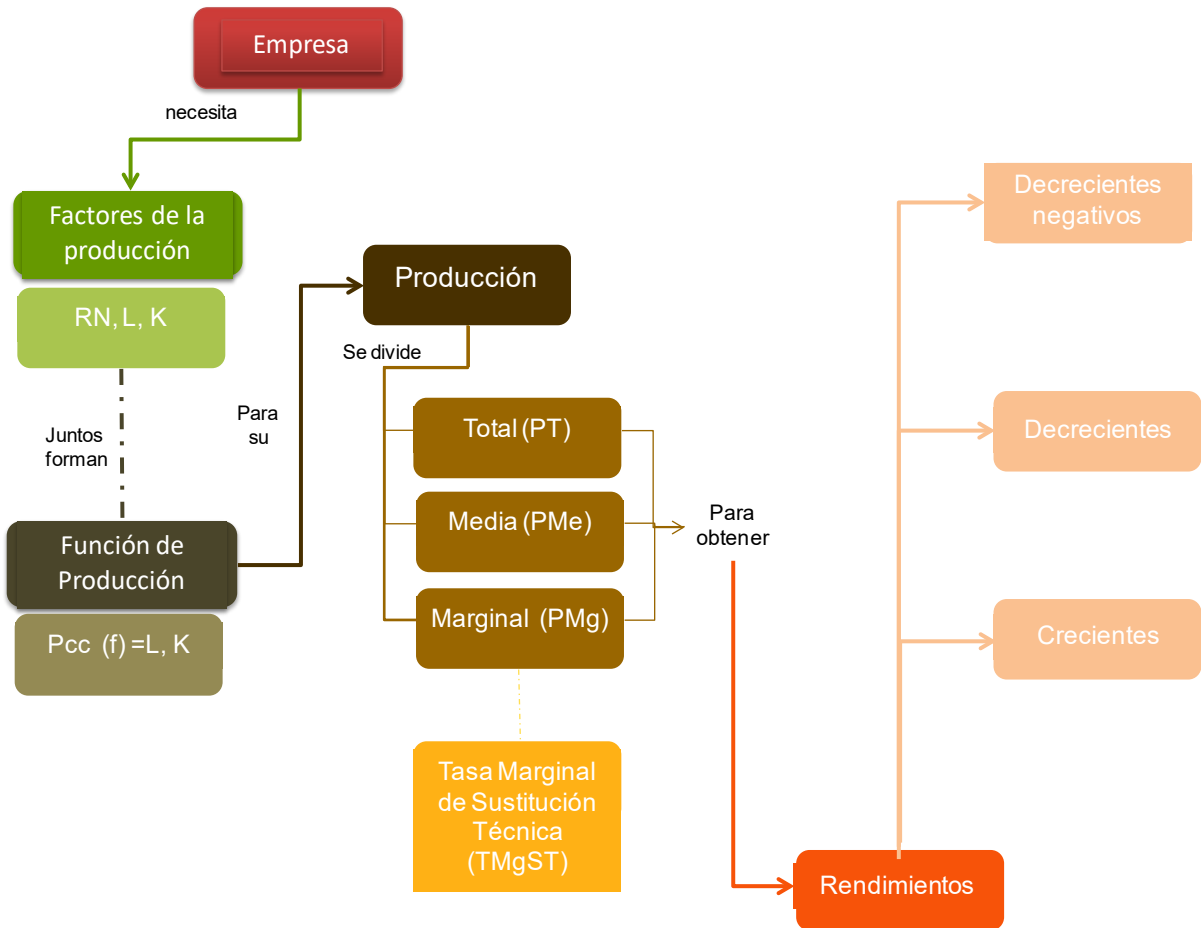 Empresa
necesita
Factores de la
producción
RN, L, K
Juntos
forman
Función de
Producción
Pcc (f) =L, K
Para
su
Producción
Se divide
Total (PT)
Media (PMe)
Marginal (PMg)
Tasa Marginal
de Sustitución
Técnica
(TMgST)
Para
obtener
Rendimientos
Decrecientes
negativos
Decrecientes
Crecientes